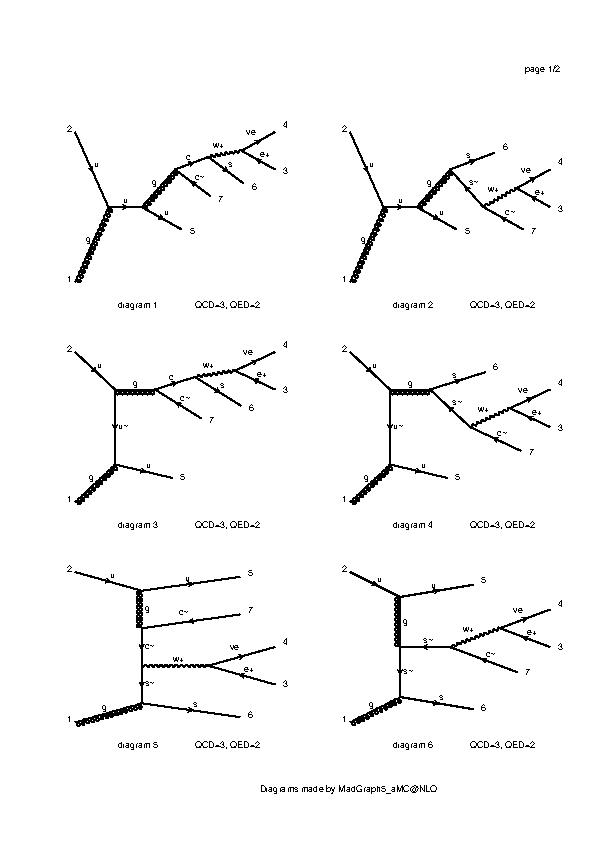 page 1/2
2 u g 1 u g c w+ ve 4 e+ 3 s 6 c~ 7 u 5
diagram 1 QCD=3, QED=2
2 u g 1 u g s 6 s~ w+ ve 4 e+ 3 c~ 7 u 5
diagram 2 QCD=3, QED=2
2 u g c w+ ve 4 e+ 3 s 6 c~ 7 u~ g 1 u 5
diagram 3 QCD=3, QED=2
2 u g s 6 s~ w+ ve 4 e+ 3 c~ 7 u~ g 1 u 5
diagram 4 QCD=3, QED=2
2 u u 5 g c~ 7 c~ w+ ve 4 e+ 3 s~ g 1 s 6
diagram 5 QCD=3, QED=2
2 u u 5 g s~ w+ ve 4 e+ 3 c~ 7 s~ g 1 s 6
diagram 6 QCD=3, QED=2
Diagrams made by MadGraph5_aMC@NLO